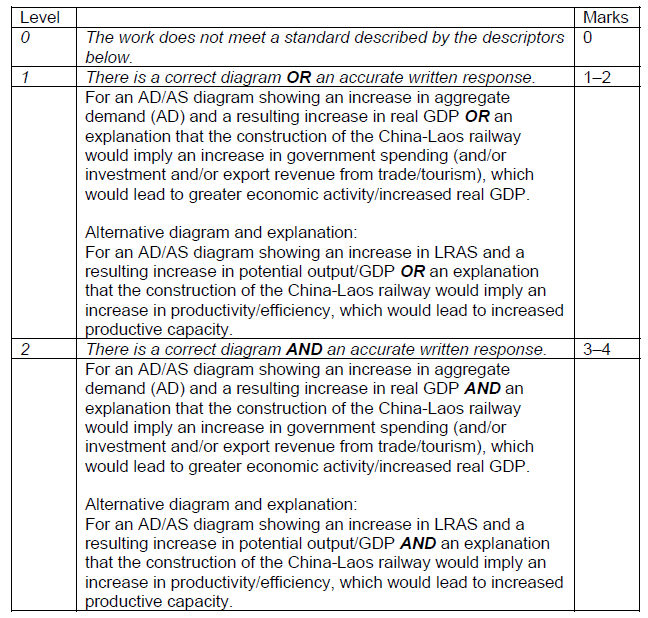 Level Marks
0 The work does not meet a standard described by the descriptors 0
below.
1 There is a correct diagram OR an accurate written response. 1–2
For an AD/AS diagram showing an increase in aggregate
demand (AD) and a resulting increase in real GDP OR an
explanation that the construction of the China-Laos railway
would imply an increase in government spending (and/or
investment and/or export revenue from trade/tourism), which
would lead to greater economic activity/increased real GDP.
Alternative diagram and explanation:
For an AD/AS diagram showing an increase in LRAS and a
resulting increase in potential output/GDP OR an explanation
that the construction of the China-Laos railway would imply an
increase in productivity/efficiency, which would lead to increased
productive capacity.
2 There is a correct diagram AND an accurate written response. 3–4
For an AD/AS diagram showing an increase in aggregate
demand (AD) and a resulting increase in real GDP AND an
explanation that the construction of the China-Laos railway
would imply an increase in government spending (and/or
investment and/or export revenue from trade/tourism), which
would lead to greater economic activity/increased real GDP.
Alternative diagram and explanation:
For an AD/AS diagram showing an increase in LRAS and a
resulting increase in potential output/GDP AND an explanation
that the construction of the China-Laos railway would imply an
increase in productivity/efficiency, which would lead to increased
productive capacity.